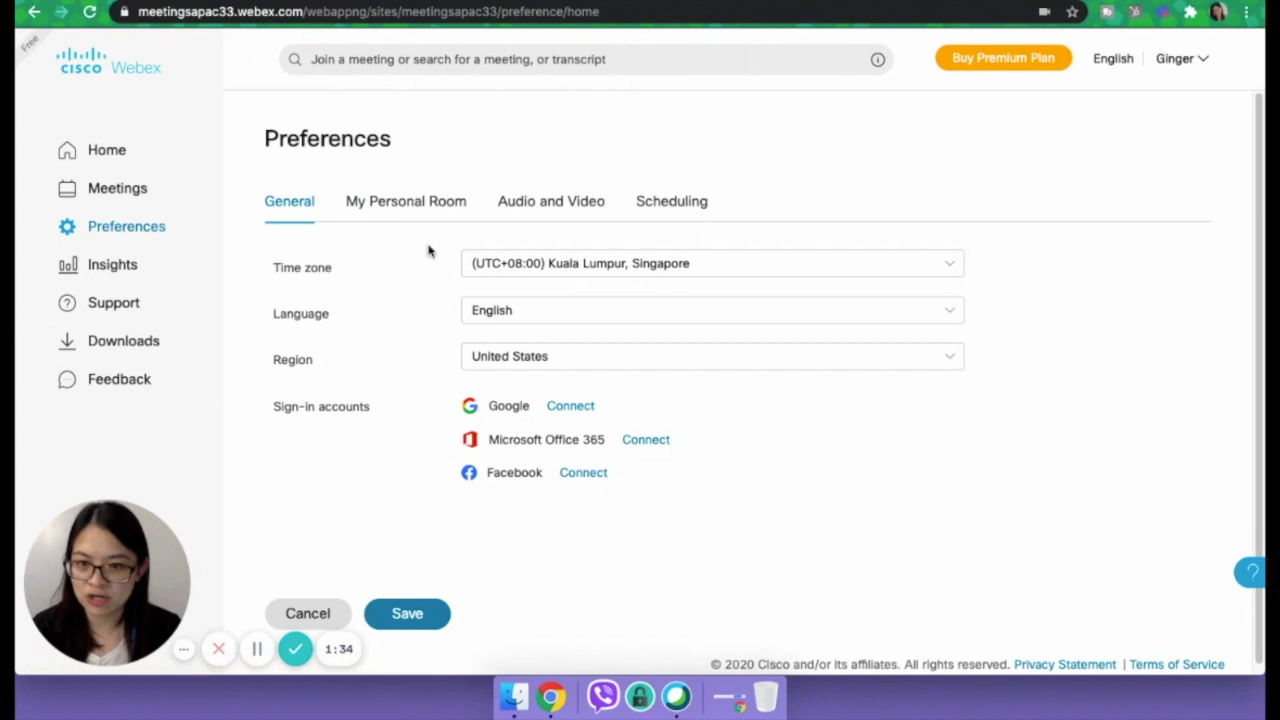 meetingsapac33.webex.com/webappng/sites/meetingsapac33/preference/home
Free
CISCO Webex
Join a meeting or search for a meeting, or transcript
Buy Premium Plan
English
Ginger
Home
Meetings
Preferences
Insights
Support
Downloads
Feedback
Preferences
General
My Personal Room
Audio and Video
Scheduling
Time zone
(UTC+08:00) Kuala Lumpur, Singapore
Language
English
Region
United States
Sign-in accounts
Google Connect
Microsoft Office 365 Connect
Facebook Connect
?
Cancel
Save
1:34
© 2020 Cisco and/or its affiliates. All rights reserved. Privacy Statement | Terms of Service